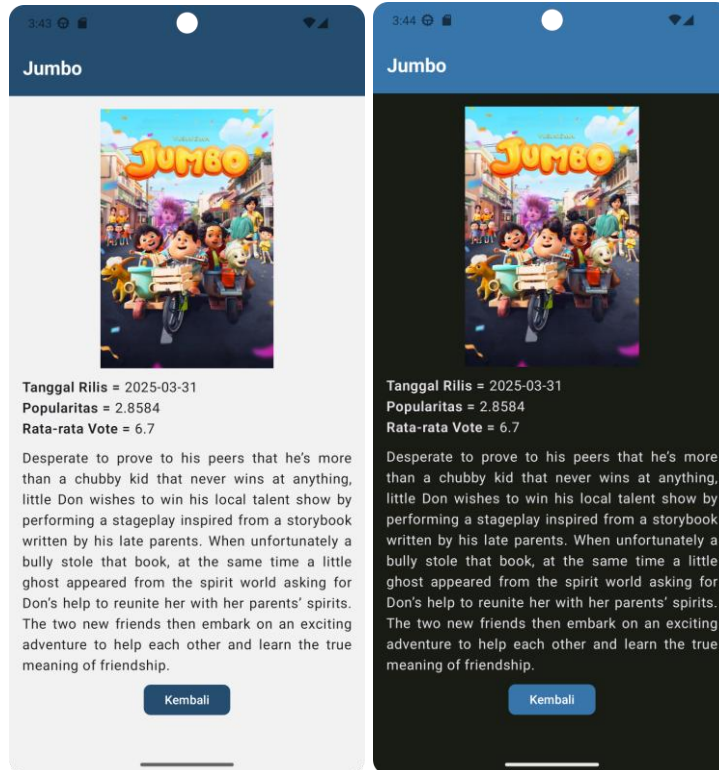 3:43
Jumbo
JUMBO
Tanggal Rilis = 2025-03-31
Popularitas = 2.8584
Rata-rata Vote = 6.7
Desperate to prove to his peers that he’s more
than a chubby kid that never wins at anything,
little Don wishes to win his local talent show by
performing a stageplay inspired from a storybook
written by his late parents. When unfortunately a
bully stole that book, at the same time a little
ghost appeared from the spirit world asking for
Don’s help to reunite her with her parents’ spirits.
The two new friends then embark on an exciting
adventure to help each other and learn the true
meaning of friendship.
Kembali
3:44
Jumbo
JUMBO
Tanggal Rilis = 2025-03-31
Popularitas = 2.8584
Rata-rata Vote = 6.7
Desperate to prove to his peers that he’s more
than a chubby kid that never wins at anything,
little Don wishes to win his local talent show by
performing a stageplay inspired from a storybook
written by his late parents. When unfortunately a
bully stole that book, at the same time a little
ghost appeared from the spirit world asking for
Don’s help to reunite her with her parents’ spirits.
The two new friends then embark on an exciting
adventure to help each other and learn the true
meaning of friendship.
Kembali